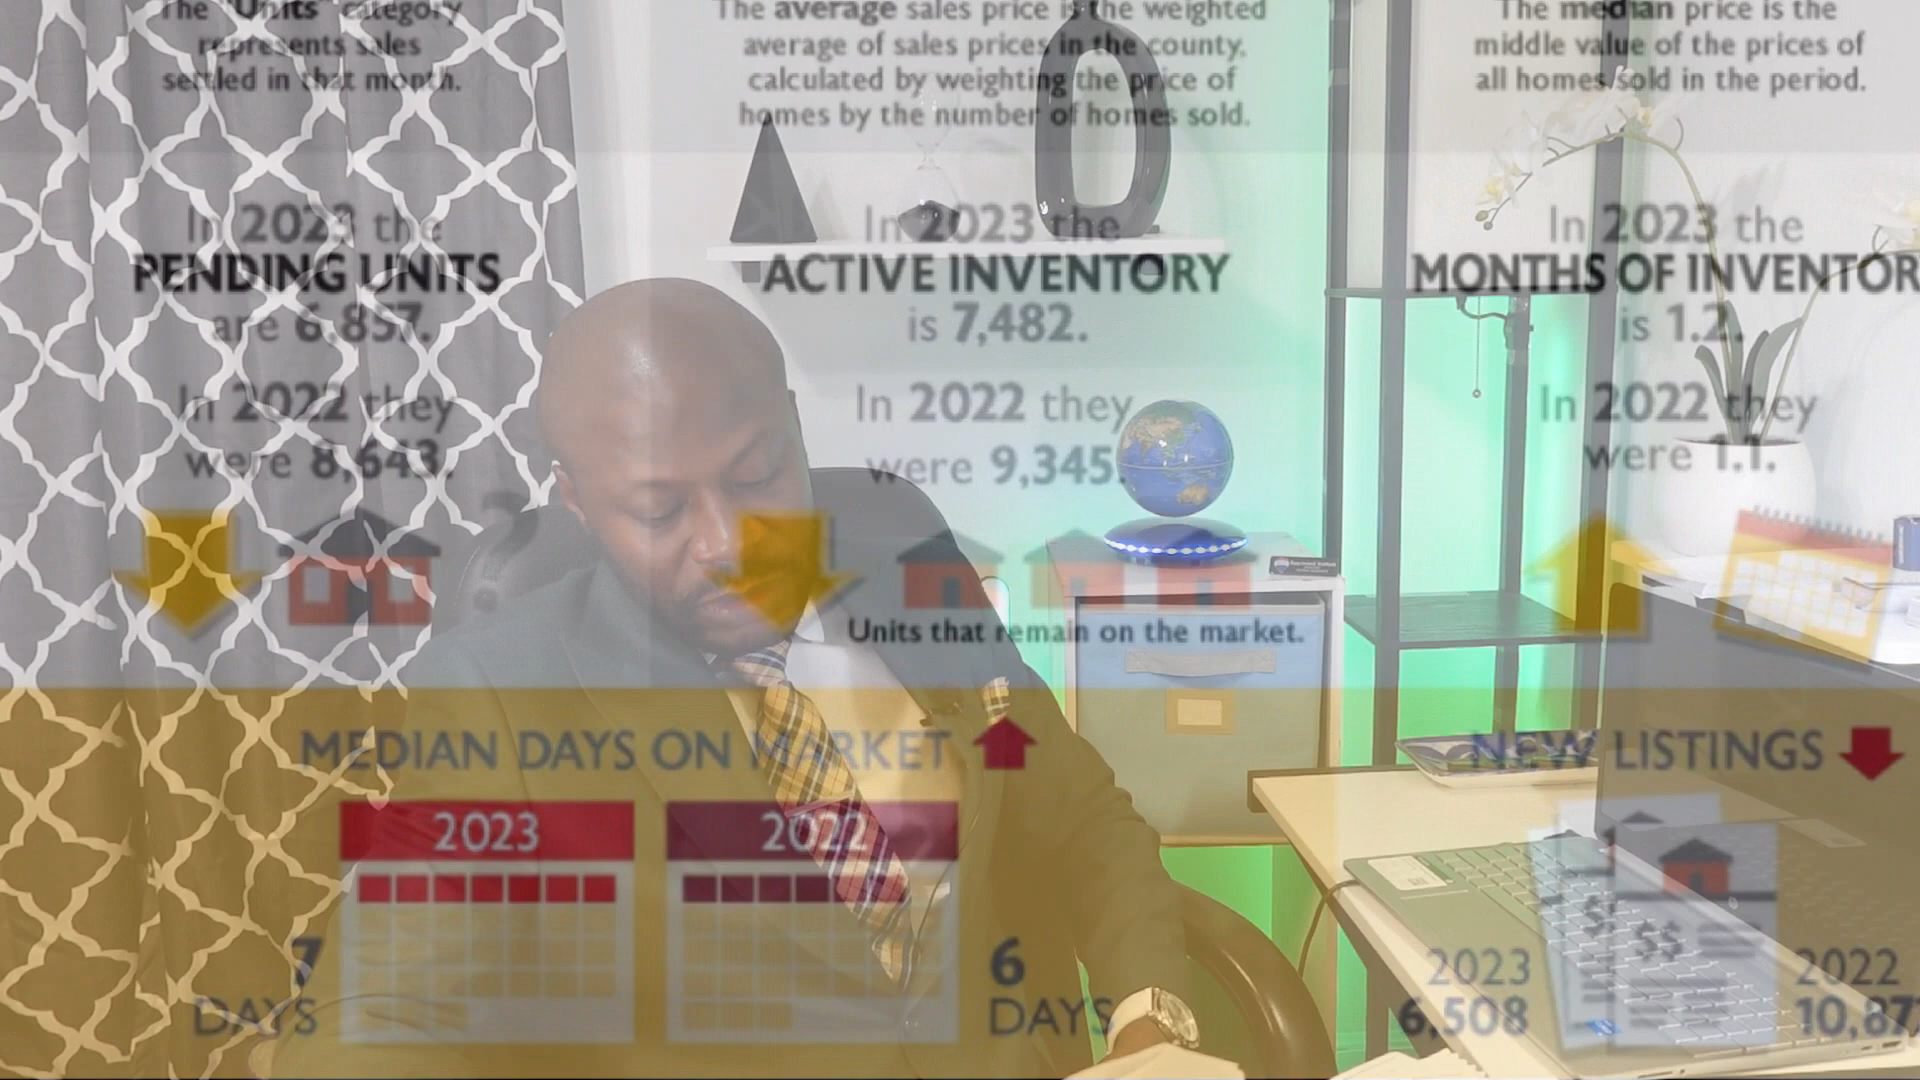 The "Units" category
represents sales
settled in that month.
The average sales price is the weighted
average of sales prices in the county,
calculated by weighting the price of
homes by the number of homes sold.
The median price is the
middle value of the prices of
all homes sold in the period.
In 2023 the
PENDING UNITS
are 6,857.
In 2022 they
were 8,643.
In 2023 the
ACTIVE INVENTORY
is 7,482.
In 2022 they
were 9,345.
Units that remain on the market.
In 2023 the
MONTHS OF INVENTOR
is 1.2.
In 2022 they
were 1.1.
MEDIAN DAYS ON MARKET
2023
7
DAYS
2022
6
DAYS
NEW LISTINGS
$$
2023
6,508
2022
10,87